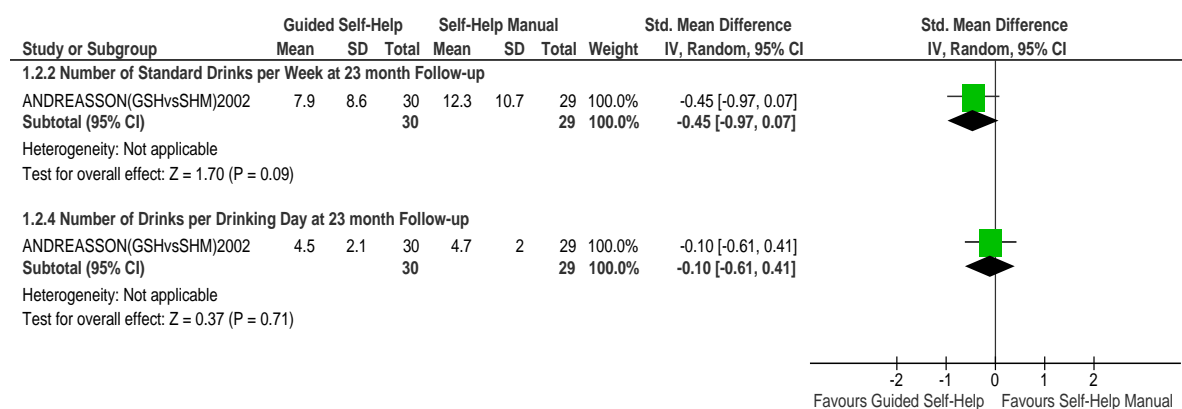 Guided Self-Help Self-Help Manual Std. Mean Difference Std. Mean Difference
Study or Subgroup Mean SD Total Mean SD Total Weight IV, Random, 95% CI IV, Random, 95% CI
1.2.2 Number of Standard Drinks per Week at 23 month Follow-up
ANDREASSON(GSHvsSHM)2002 7.9 8.6 30 12.3 10.7 29 100.0% -0.45 [-0.97, 0.07]
Subtotal (95% CI) 30 29 100.0% -0.45 [-0.97, 0.07]
Heterogeneity: Not applicable
Test for overall effect: Z = 1.70 (P = 0.09)
1.2.4 Number of Drinks per Drinking Day at 23 month Follow-up
ANDREASSON(GSHvsSHM)2002 4.5 2.1 30 4.7 2 29 100.0% -0.10 [-0.61, 0.41]
Subtotal (95% CI) 30 29 100.0% -0.10 [-0.61, 0.41]
Heterogeneity: Not applicable
Test for overall effect: Z = 0.37 (P = 0.71)
-2 -1 0 1 2
Favours Guided Self-Help Favours Self-Help Manual